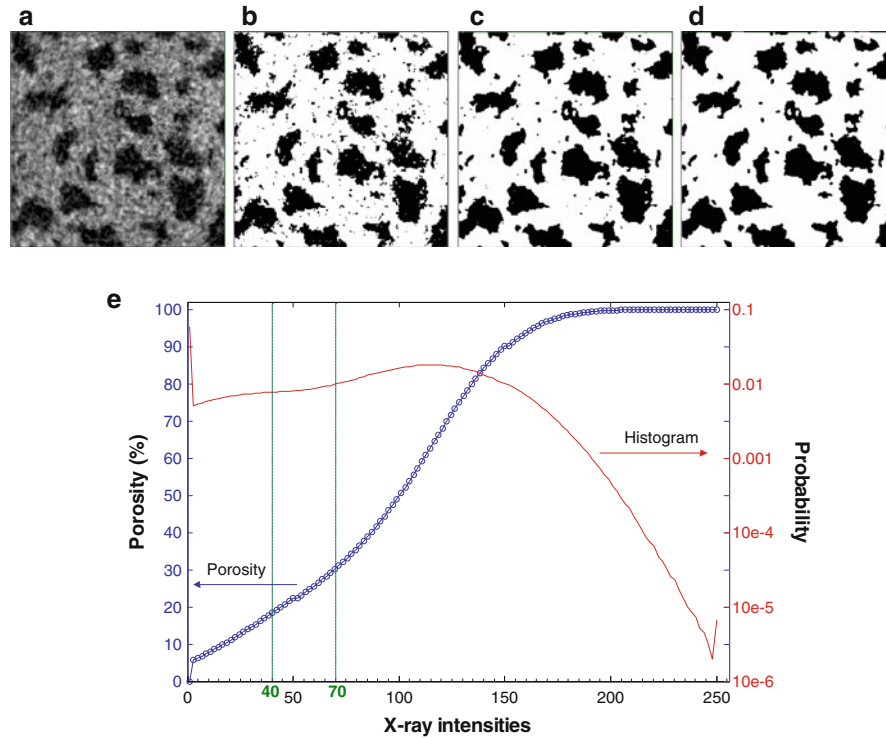 a
b
c
d
e
100
90
80
70
60
50
40
30
20
10
0
Porosity (%)
Porosity
Histogram
0.1
0.01
0.001
10e-4
10e-5
10e-6
Probability
0
40
50
70
100
150
200
250
X-ray intensities